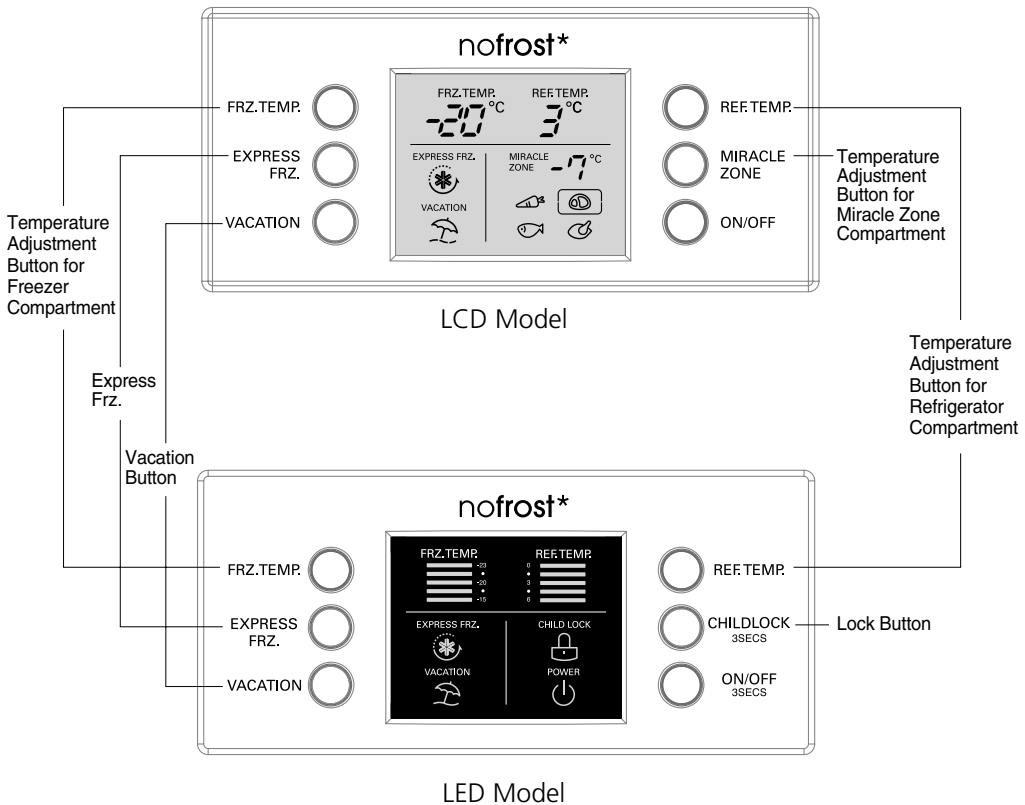 nofrost*
FRZ.TEMP.
EXPRESS
FRZ.
VACATION
FRZ.TEMP.
-20 °C
REF.TEMP.
3 °C
EXPRESS FRZ.
VACATION
MIRACLE
ZONE
-7 °C
REF.TEMP.
MIRACLE
ZONE
ON/OFF
LCD Model
Temperature
Adjustment
Button for
Freezer
Compartment
Express
Frz.
Vacation
Button
Temperature
Adjustment
Button for
Miracle Zone
Compartment
Temperature
Adjustment
Button for
Refrigerator
Compartment
nofrost*
FRZ.TEMP.
EXPRESS
FRZ.
VACATION
FRZ.TEMP.
-23
-20
-15
REF.TEMP.
0
3
6
EXPRESS FRZ.
VACATION
CHILD LOCK
POWER
REF.TEMP.
CHILDLOCK
3SECS
ON/OFF
3SECS
Lock Button
LED Model